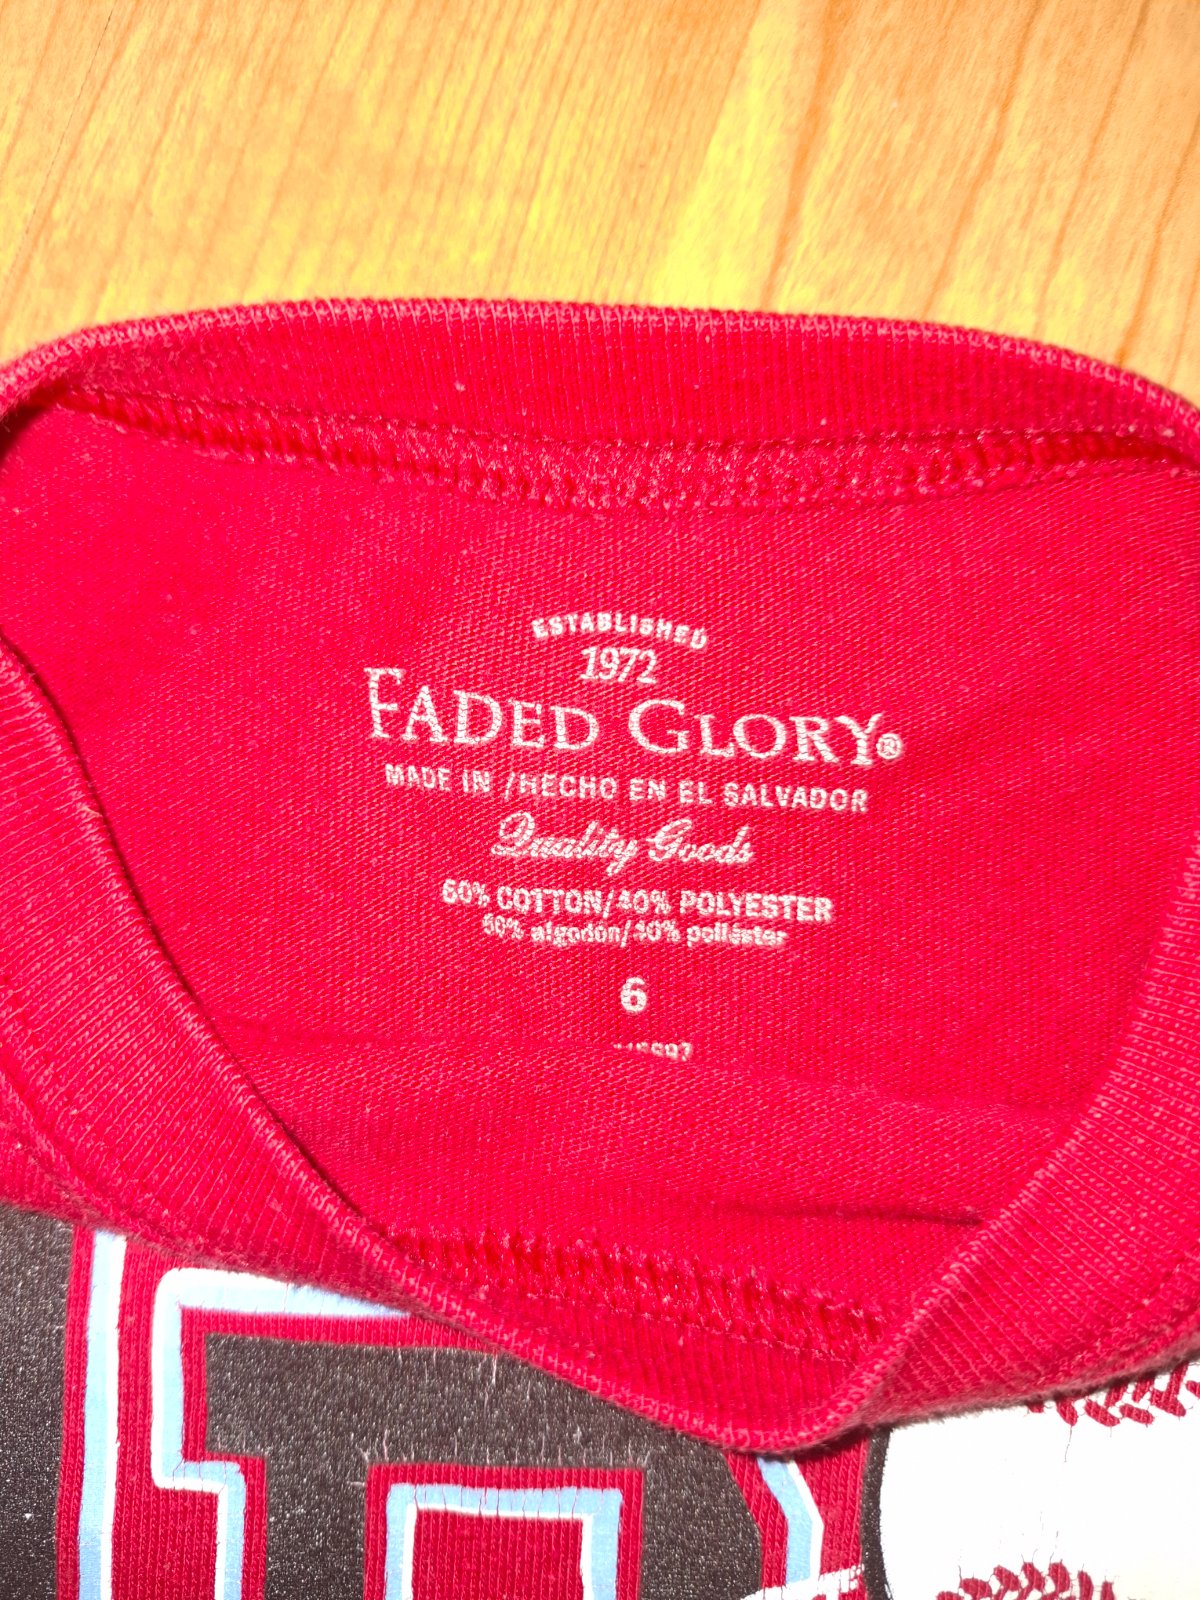 ESTABLISHED
1972
FADED GLORY®
MADE IN /HECHO EN EL SALVADOR
Quality Goods
60% COTTON/40% POLYESTER
60% algodón/40% poliéster
6